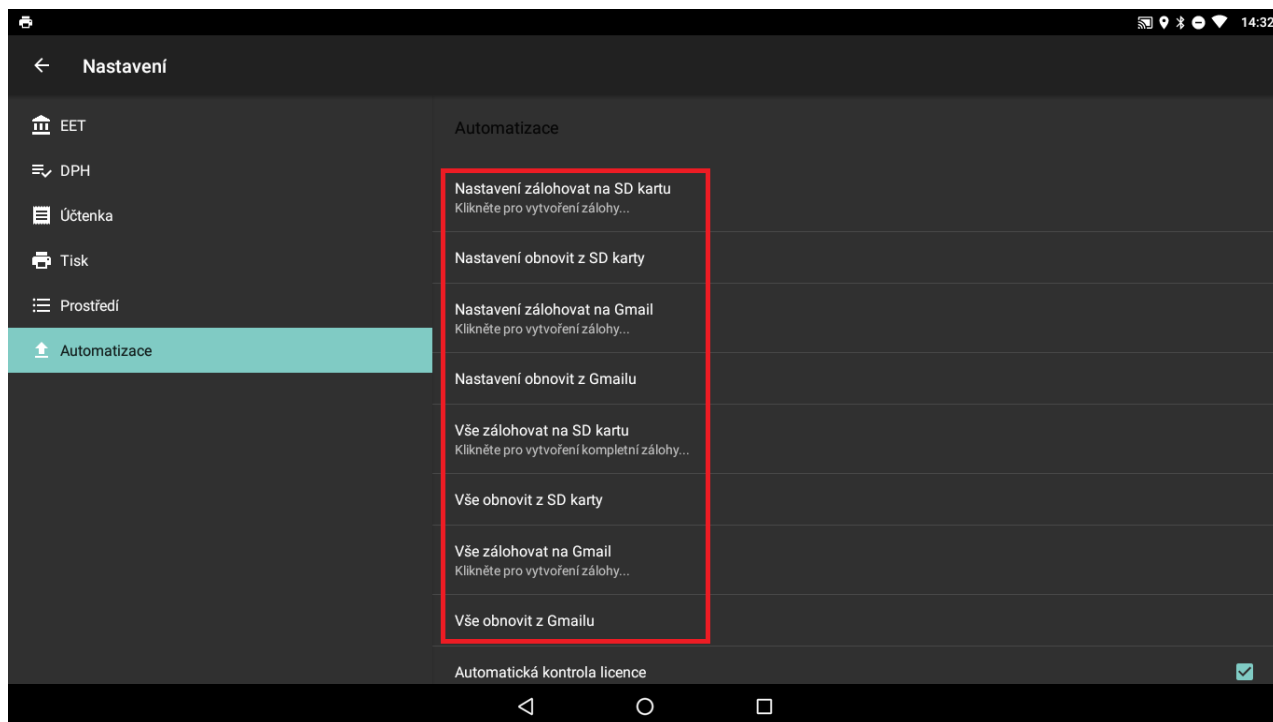 14:32
Nastavení
EET
DPH
Účtenka
Tisk
Prostředí
Automatizace
Automatizace
Nastavení zálohovat na SD kartu
Klikněte pro vytvoření zálohy...
Nastavení obnovit z SD karty
Nastavení zálohovat na Gmail
Klikněte pro vytvoření zálohy...
Nastavení obnovit z Gmailu
Vše zálohovat na SD kartu
Klikněte pro vytvoření kompletní zálohy...
Vše obnovit z SD karty
Vše zálohovat na Gmail
Klikněte pro vytvoření zálohy...
Vše obnovit z Gmailu
Automatická kontrola licence